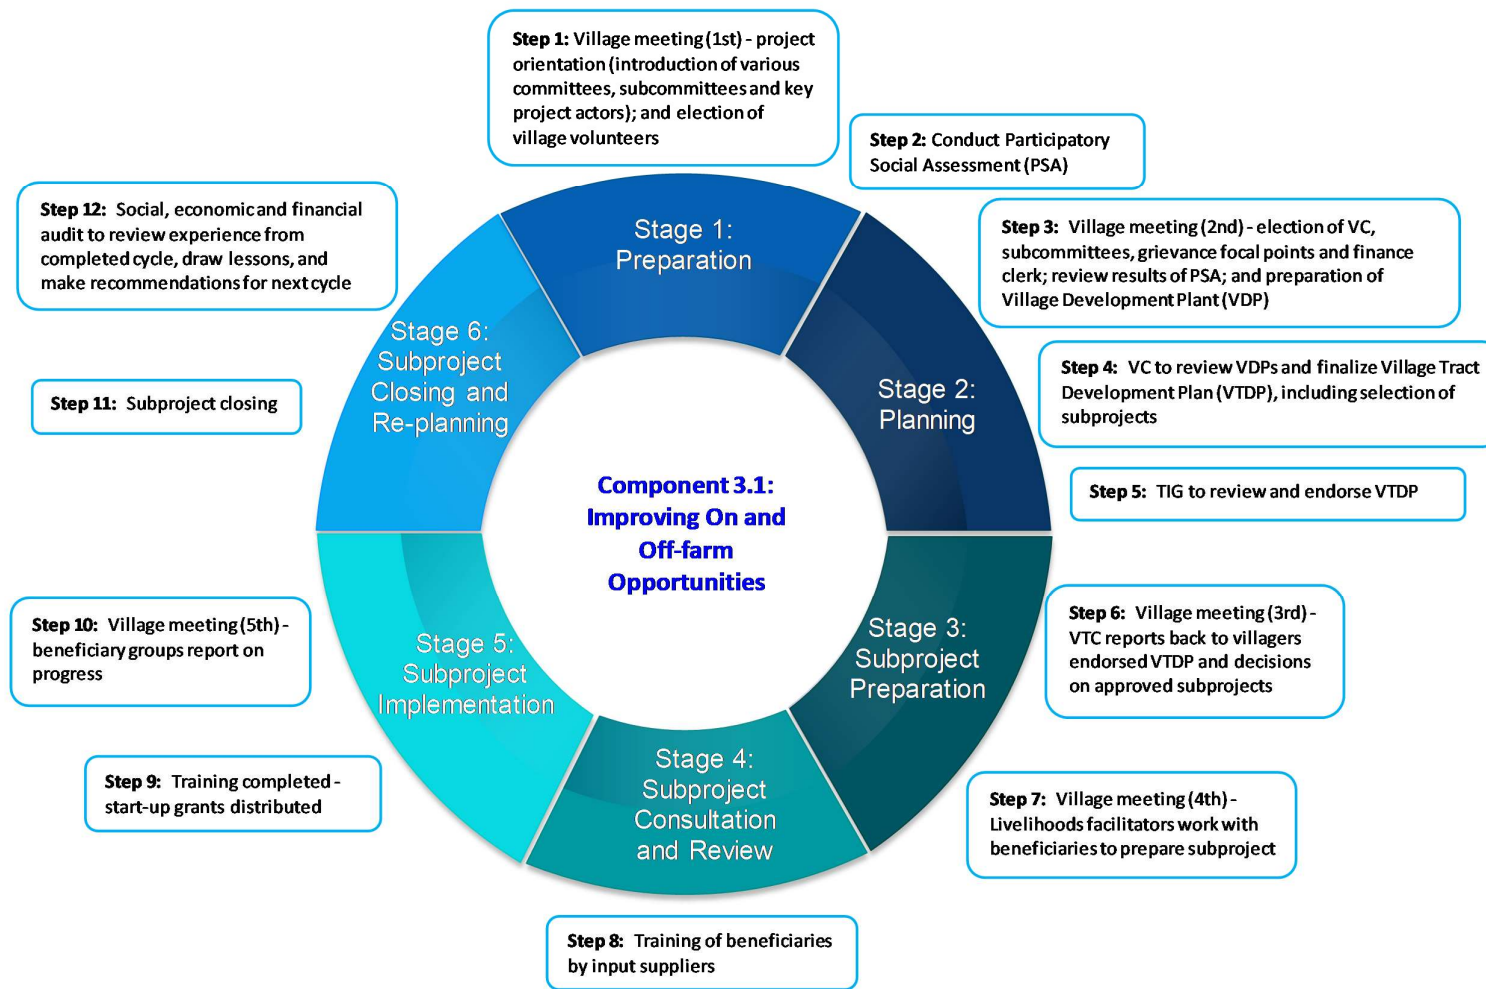 Step 1: Village meeting (1st) - project
orientation (introduction of various
committees, subcommittees and key
project actors); and election of
village volunteers
Step 2: Conduct Participatory
Social Assessment (PSA)
Step 3: Village meeting (2nd) - election of VC,
subcommittees, grievance focal points and finance
clerk; review results of PSA; and preparation of
Village Development Plant (VDP)
Step 4: VC to review VDPs and finalize Village Tract
Development Plan (VTDP), including selection of
subprojects
Step 5: TIG to review and endorse VTDP
Step 6: Village meeting (3rd) -
VTC reports back to villagers
endorsed VTDP and decisions
on approved subprojects
Step 7: Village meeting (4th) -
Livelihoods facilitators work with
beneficiaries to prepare subproject
Step 8: Training of beneficiaries
by input suppliers
Step 9: Training completed -
start-up grants distributed
Step 10: Village meeting (5th) -
beneficiary groups report on
progress
Step 11: Subproject closing
Step 12: Social, economic and financial
audit to review experience from
completed cycle, draw lessons, and
make recommendations for next cycle
Stage 1:
Preparation
Stage 2:
Planning
Stage 3:
Subproject
Preparation
Stage 4:
Subproject
Consultation
and Review
Stage 5:
Subproject
Implementation
Stage 6:
Subproject
Closing and
Re-planning
Component 3.1:
Improving On and
Off-farm
Opportunities